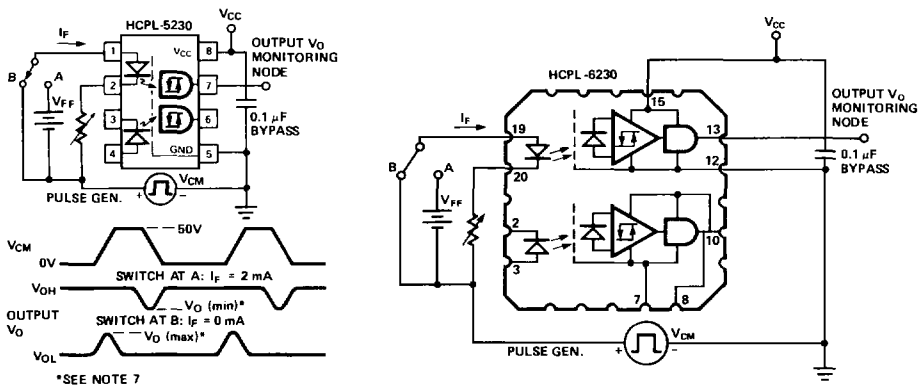 HCPL-5230
VCC
IF
1
VCC
8
OUTPUT VO
MONITORING
NODE
B
A
2
7
VFF
3
6
0.1 μF
BYPASS
4
GND
5
VCM
+
-
PULSE GEN.
VCM
50V
0V
SWITCH AT A: IF = 2 mA
VOH
VO (min)*
OUTPUT
VO
SWITCH AT B: IF = 0 mA
VO (max)*
VOL
*SEE NOTE 7
VCC
HCPL-6230
15
OUTPUT VO
MONITORING
NODE
IF
19
13
B
A
20
12
0.1 μF
BYPASS
VFF
2
10
3
7
8
VCM
PULSE GEN.
+
-